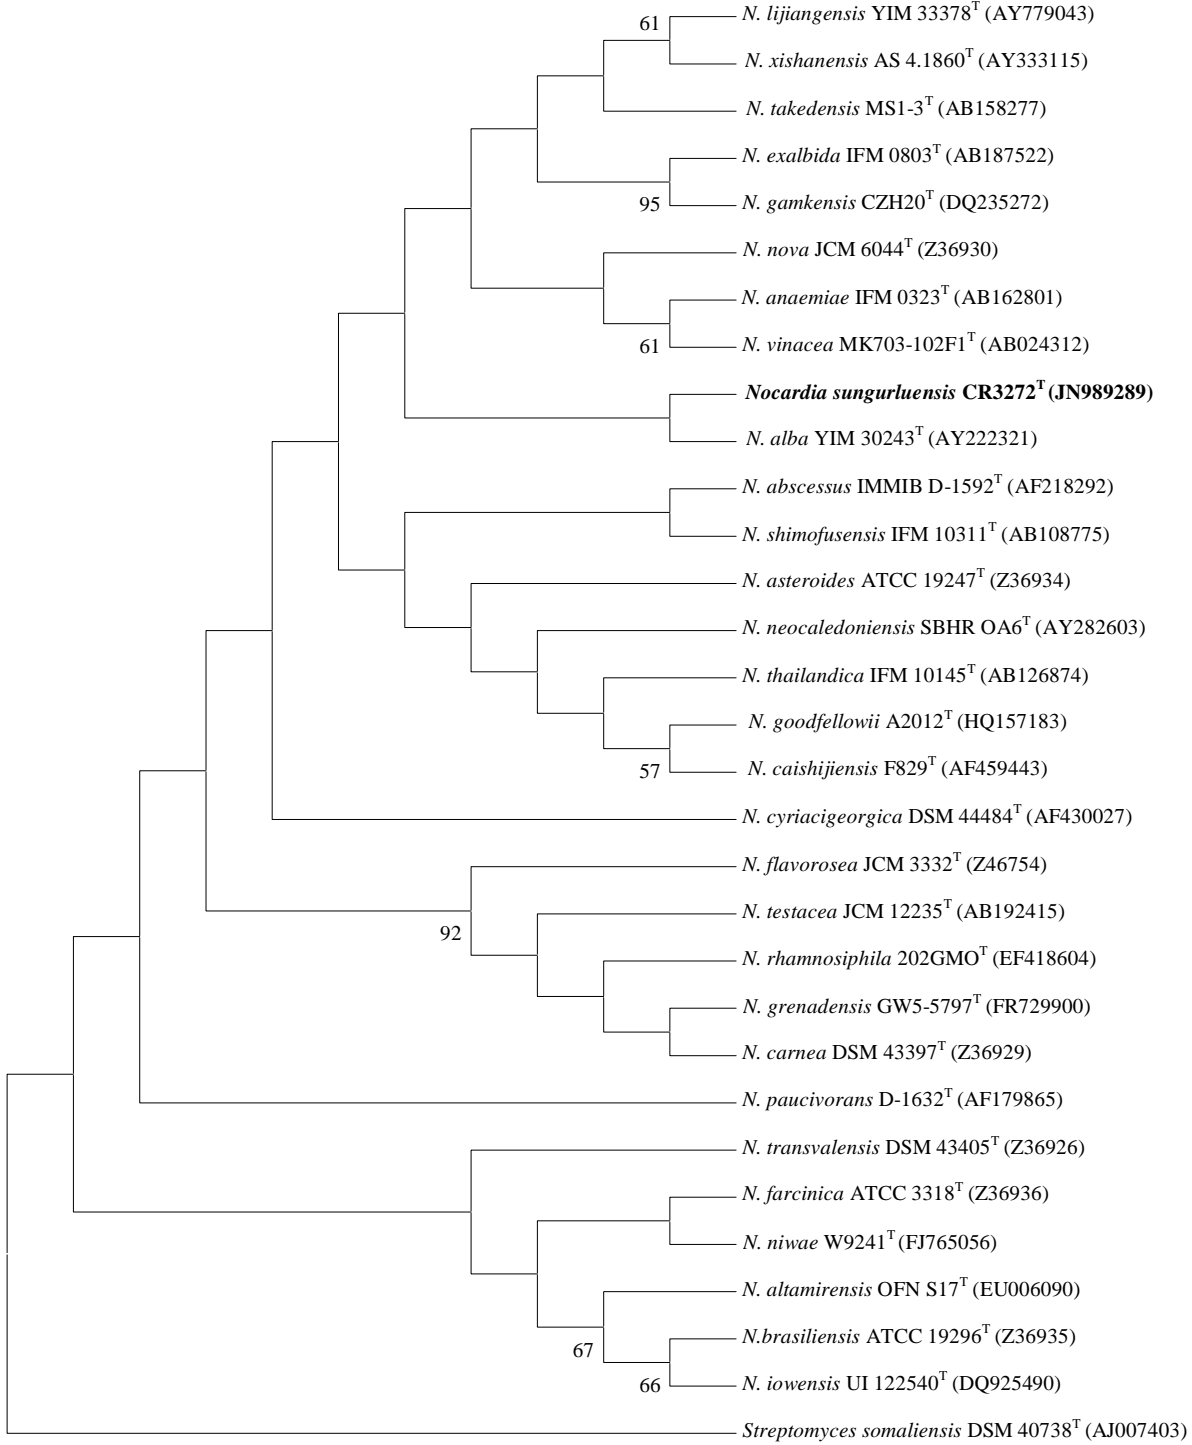 61
N. lijiangensis YIM 33378T (AY779043)
N. xishanensis AS 4.1860T (AY333115)
N. takedensis MS1-3T (AB158277)
N. exalbida IFM 0803T (AB187522)
95
N. gamkensis CZH20T (DQ235272)
N. nova JCM 6044T (Z36930)
N. anaemiae IFM 0323T (AB162801)
61
N. vinacea MK703-102F1T (AB024312)
Nocardia sungurluensis CR3272T (JN989289)
N. alba YIM 30243T (AY222321)
N. abscessus IMMIB D-1592T (AF218292)
N. shimofusensis IFM 10311T (AB108775)
N. asteroides ATCC 19247T (Z36934)
N. neocaledoniensis SBHR OA6T (AY282603)
N. thailandica IFM 10145T (AB126874)
N. goodfellowii A2012T (HQ157183)
57
N. caishijiensis F829T (AF459443)
N. cyriacigeorgica DSM 44484T (AF430027)
N. flavorosea JCM 3332T (Z46754)
N. testacea JCM 12235T (AB192415)
92
N. rhamnosiphila 202GMOT (EF418604)
N. grenadensis GW5-5797T (FR729900)
N. carnea DSM 43397T (Z36929)
N. paucivorans D-1632T (AF179865)
N. transvalensis DSM 43405T (Z36926)
N. farcinica ATCC 3318T (Z36936)
N. niwae W9241T (FJ765056)
N. altamirensis OFN S17T (EU006090)
N.brasiliensis ATCC 19296T (Z36935)
67
66
N. iowensis UI 122540T (DQ925490)
Streptomyces somaliensis DSM 40738T (AJ007403)